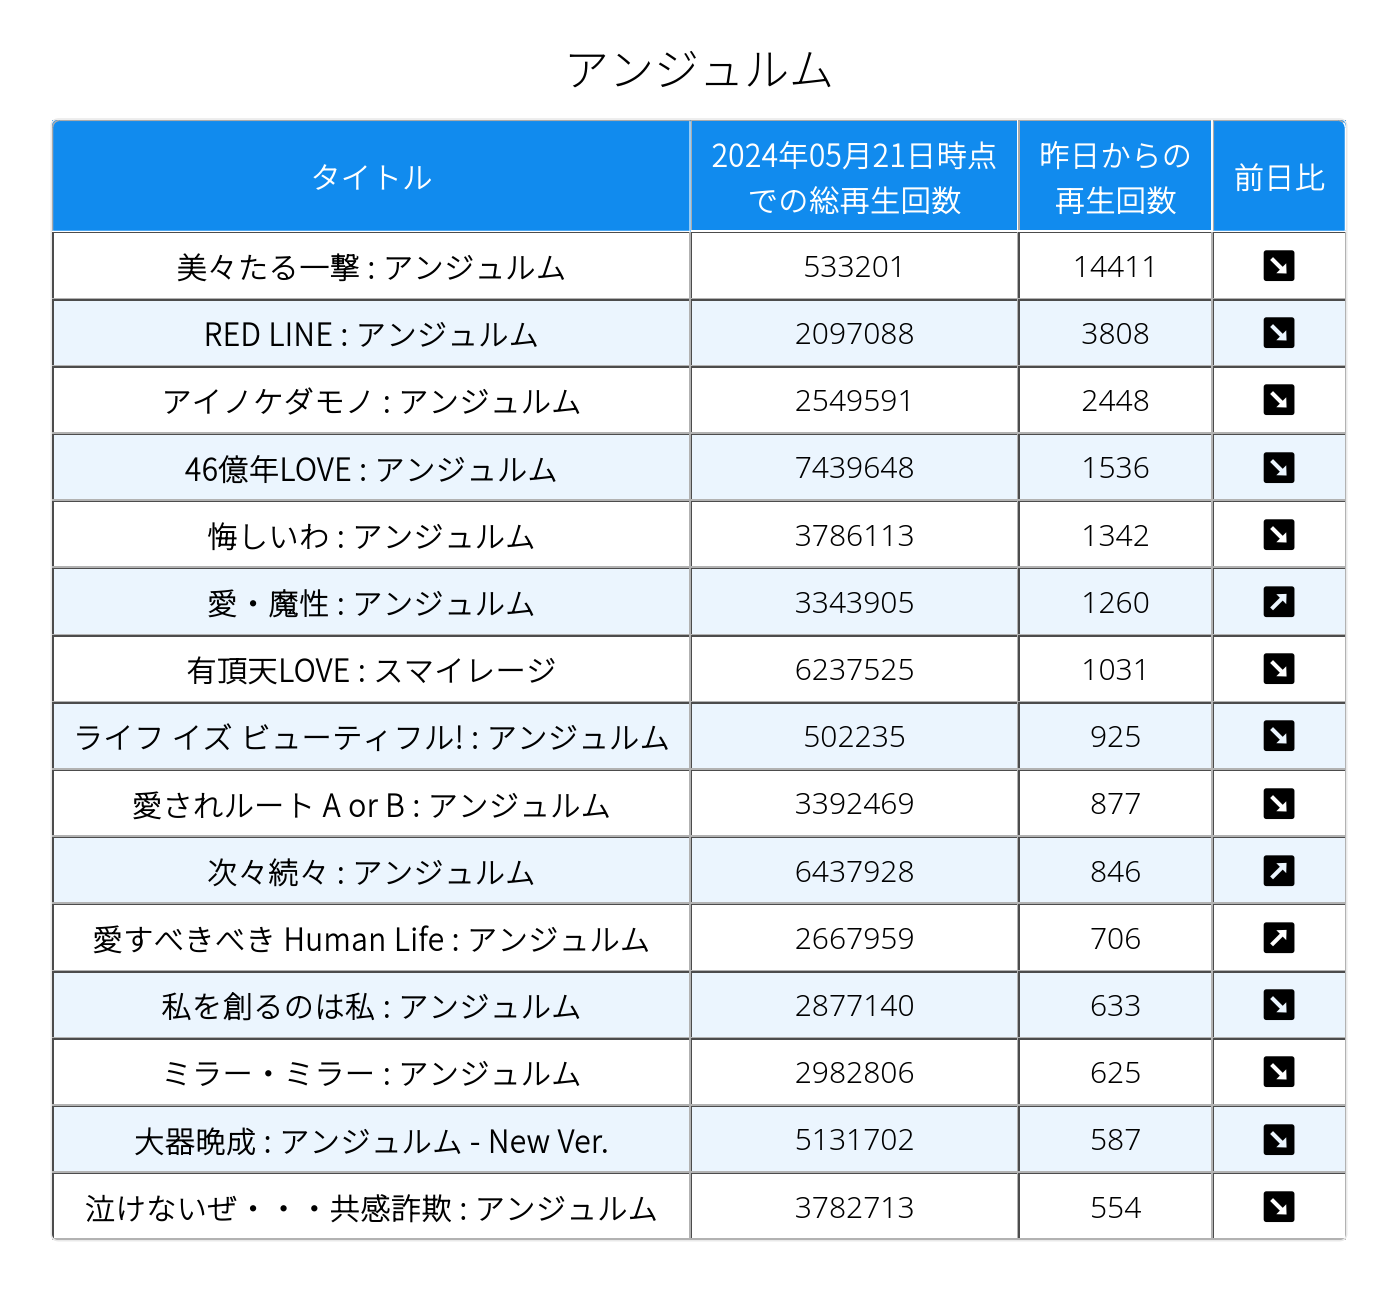 アンジュルム
タイトル 2024年05月21日時点での総再生回数 昨日からの再生回数 前日比
美々たる一撃 : アンジュルム 533201 14411 ↘
RED LINE : アンジュルム 2097088 3808 ↘
アイノケダモノ : アンジュルム 2549591 2448 ↘
46億年LOVE : アンジュルム 7439648 1536 ↘
悔しいわ : アンジュルム 3786113 1342 ↘
愛・魔性 : アンジュルム 3343905 1260 ↗
有頂天LOVE : スマイレージ 6237525 1031 ↘
ライフ イズ ビューティフル! : アンジュルム 502235 925 ↘
愛されルート A or B : アンジュルム 3392469 877 ↘
次々続々 : アンジュルム 6437928 846 ↗
愛すべきべき Human Life : アンジュルム 2667959 706 ↗
私を創るのは私 : アンジュルム 2877140 633 ↘
ミラー・ミラー : アンジュルム 2982806 625 ↘
大器晩成 : アンジュルム - New Ver. 5131702 587 ↘
泣けないぜ・・・共感詐欺 : アンジュルム 3782713 554 ↘